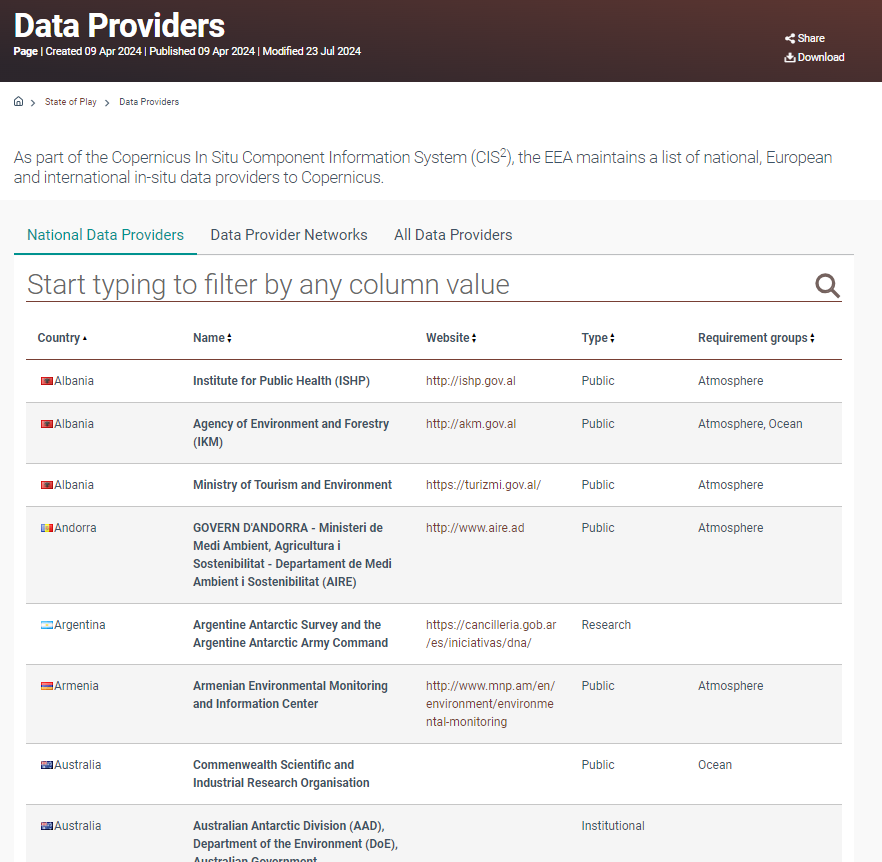 Data Providers
Page | Created 09 Apr 2024 | Published 09 Apr 2024 | Modified 23 Jul 2024
Share
Download
State of Play > Data Providers
As part of the Copernicus In Situ Component Information System (CIS²), the EEA maintains a list of national, European
and international in-situ data providers to Copernicus.
National Data Providers Data Provider Networks All Data Providers
Start typing to filter by any column value
Country Name Website Type Requirement groups
Albania Institute for Public Health (ISHP) http://ishp.gov.al Public Atmosphere
Albania Agency of Environment and Forestry http://akm.gov.al Public Atmosphere, Ocean
(IKM)
Albania Ministry of Tourism and Environment https://turizmi.gov.al/ Public Atmosphere
Andorra GOVERN D'ANDORRA - Ministeri de http://www.aire.ad Public Atmosphere
Medi Ambient, Agricultura i
Sostenibilitat - Departament de Medi
Ambient i Sostenibilitat (AIRE)
Argentina Argentine Antarctic Survey and the https://cancilleria.gob.ar Research
Argentine Antarctic Army Command /es/iniciativas/dna/
Armenia Armenian Environmental Monitoring http://www.mnp.am/en/ Public Atmosphere
and Information Center environment/environme
ntal-monitoring
Australia Commonwealth Scientific and Public Ocean
Industrial Research Organisation
Australia Australian Antarctic Division (AAD), Institutional
Department of the Environment (DoE),
Australian Government